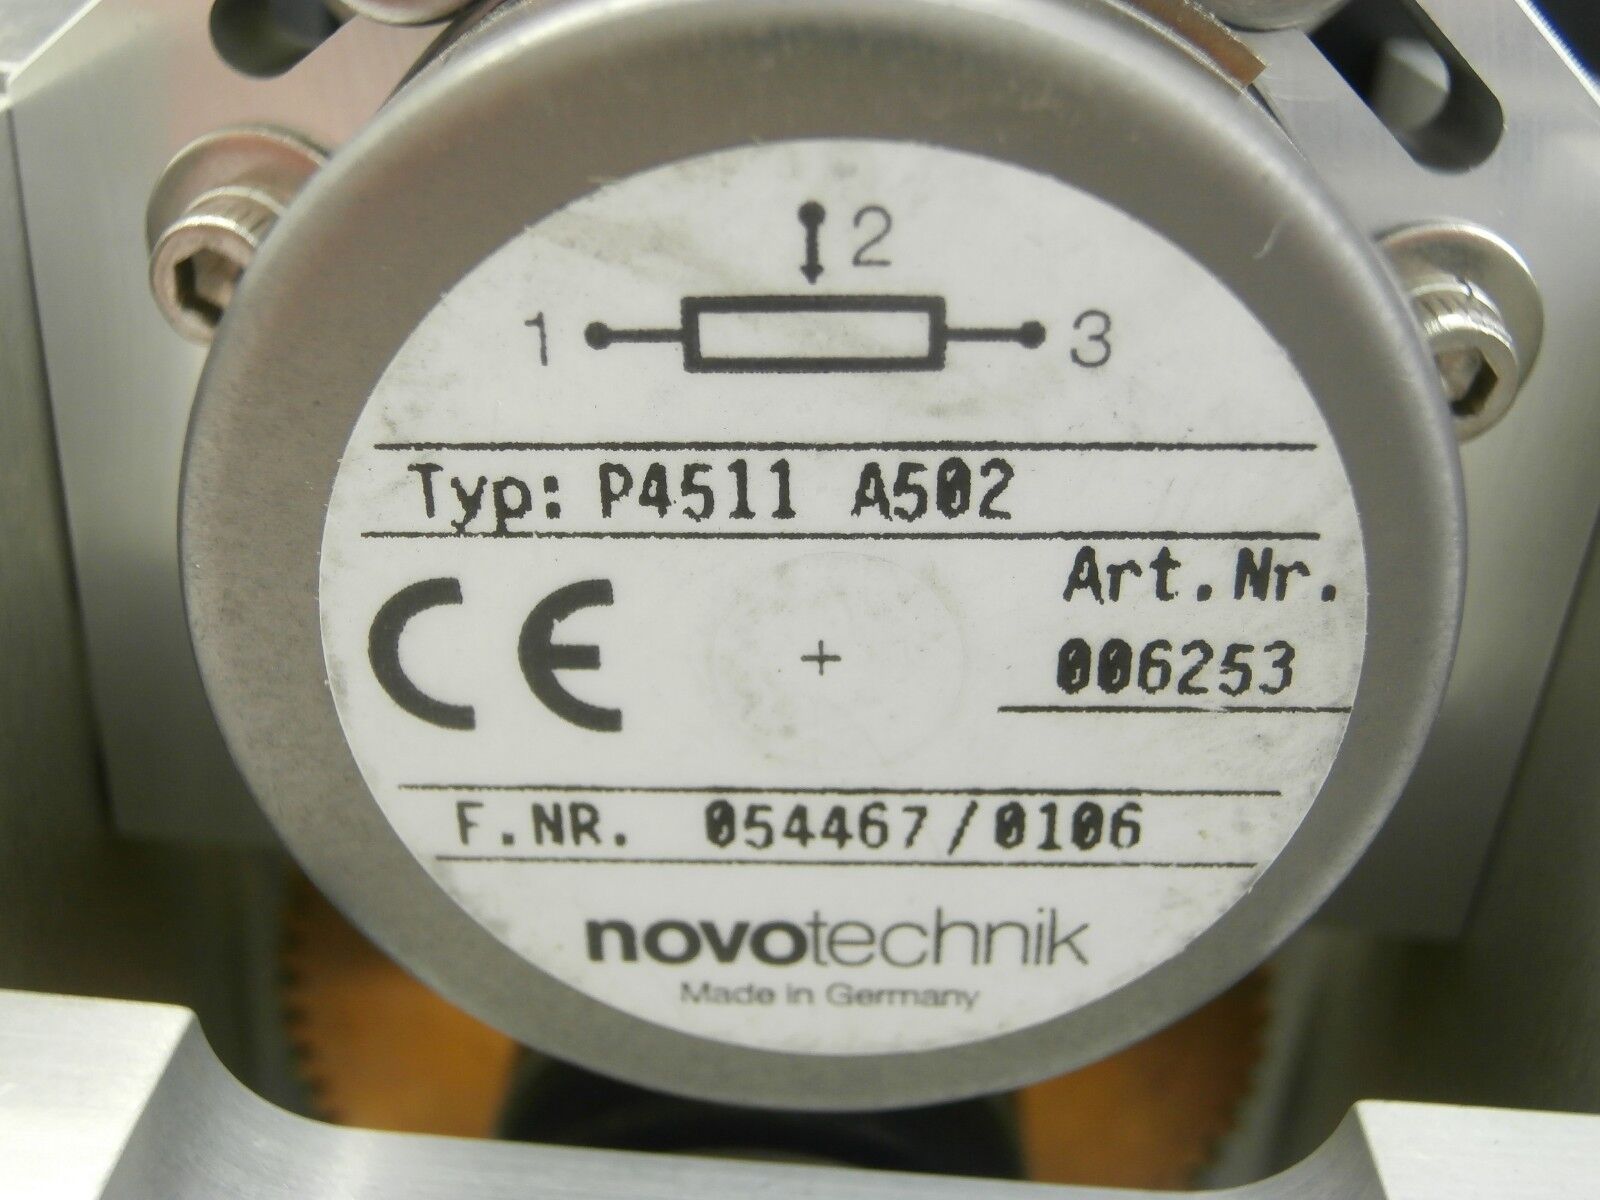 2
1 3
Typ: P4511 A502
CE
Art.Nr.
006253
F.NR. 054467/0106
novotechnik
Made in Germany